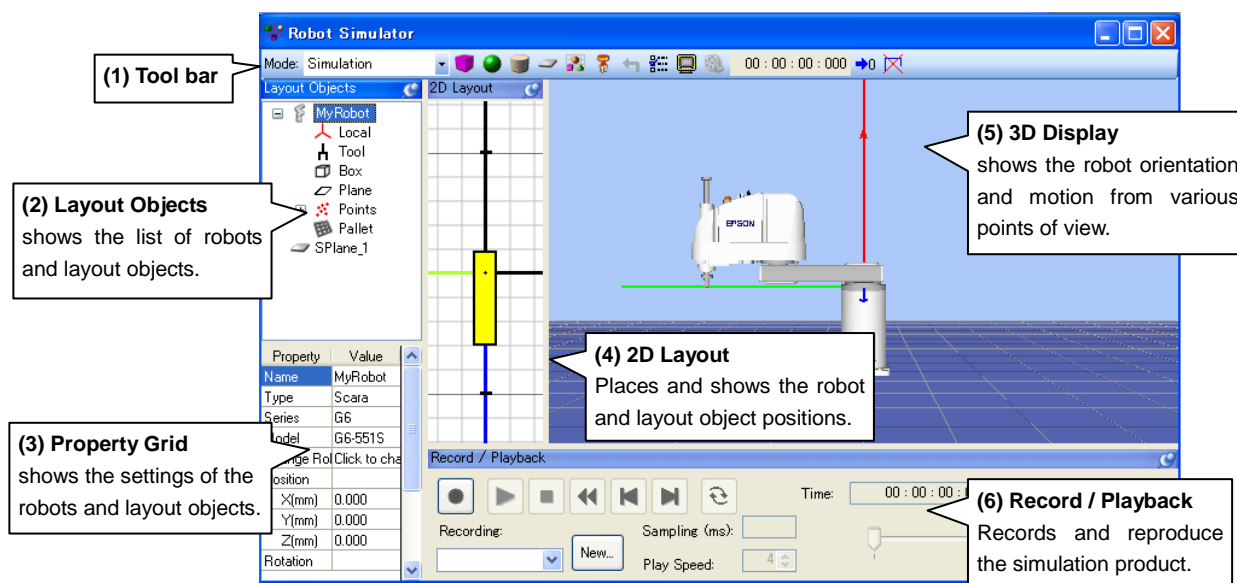 Robot Simulator
Mode: Simulation
00 : 00 : 00 : 000
0
(1) Tool bar
Layout Objects
2D Layout
MyRobot
Local
Tool
Box
Plane
Points
Pallet
SPlane_1
(2) Layout Objects
shows the list of robots
and layout objects.
EPSON
(5) 3D Display
shows the robot orientation
and motion from various
points of view.
(4) 2D Layout
Places and shows the robot
and layout object positions.
Property Value
Name MyRobot
Type Scara
Series G6
Model G6-551S
Click to cha
Position
X(mm) 0.000
Y(mm) 0.000
Z(mm) 0.000
Rotation
(3) Property Grid
shows the settings of the
robots and layout objects.
Record / Playback
Time: 00 : 00 : 00 :
Recording:
New...
Sampling (ms):
Play Speed: 4
(6) Record / Playback
Records and reproduce
the simulation product.